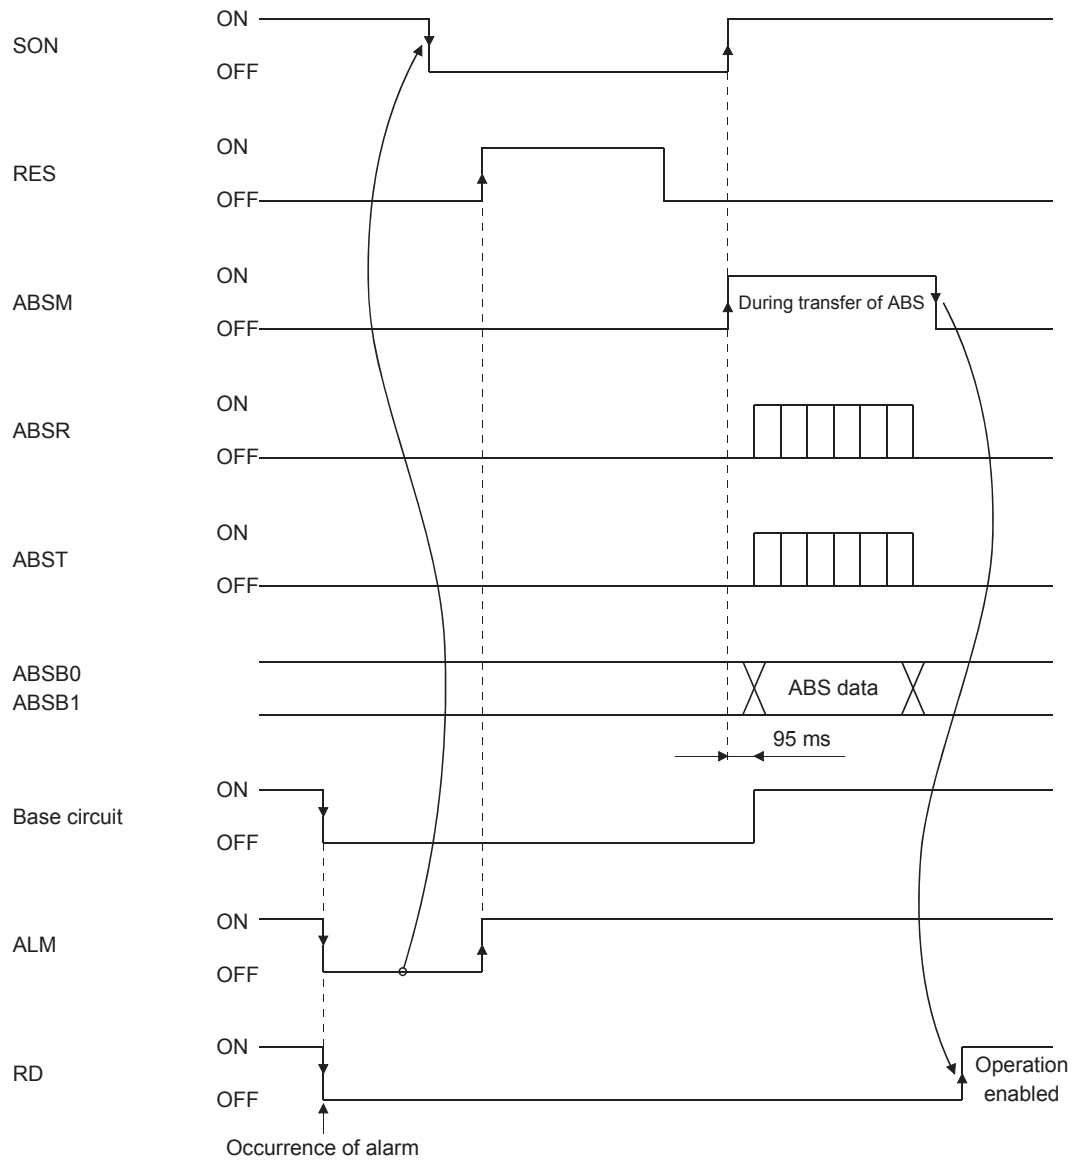 ON
SON
OFF
ON
RES
OFF
ON
ABSM
During transfer of ABS
OFF
ON
ABSR
OFF
ON
ABST
OFF
ABSB0
ABS data
ABSB1
95 ms
ON
Base circuit
OFF
ON
ALM
OFF
ON
RD
Operation
enabled
OFF
Occurrence of alarm